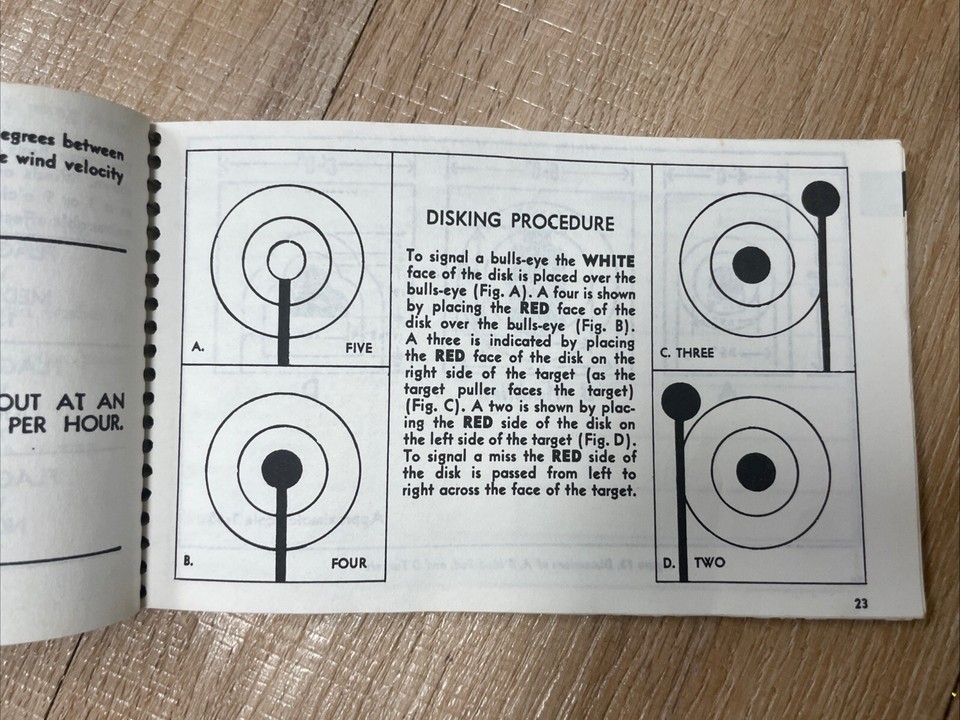 egrees between
e wind velocity
OUT AT AN
PER HOUR.
A.
FIVE
B.
FOUR
DISKING PROCEDURE
To signal a bulls-eye the WHITE
face of the disk is placed over the
bulls-eye (Fig. A). A four is shown
by placing the RED face of the
disk over the bulls-eye (Fig. B).
A three is indicated by placing
the RED face of the disk on the
right side of the target (as the
target puller faces the target)
(Fig. C). A two is shown by plac-
ing the RED side of the disk on
the left side of the target (Fig. D).
To signal a miss the RED side of
the disk is passed from left to
right across the face of the target.
C. THREE
D. TWO
23